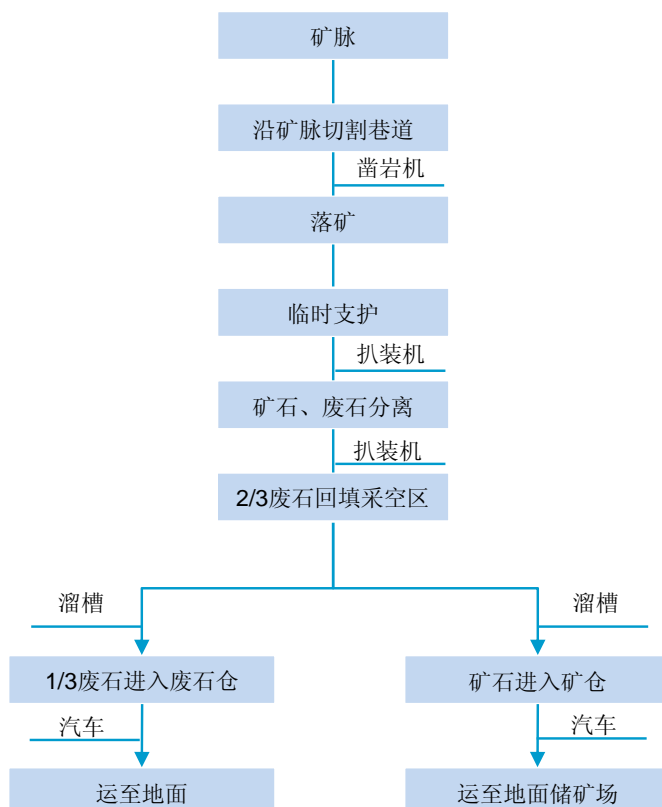 矿脉
沿矿脉切割巷道
凿岩机
落矿
临时支护
扒装机
矿石、废石分离
扒装机
2/3废石回填采空区
溜槽
溜槽
1/3废石进入废石仓
矿石进入矿仓
汽车
汽车
运至地面
运至地面储矿场